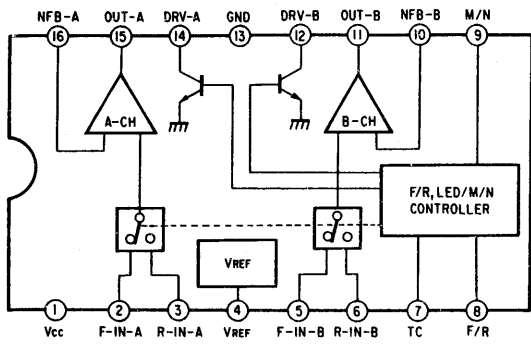 NFB-A OUT-A DRV-A GND DRV-B OUT-B NFB-B M/N
16 15 14 13 12 11 10 9
A-CH B-CH
F/R, LED/M/N
CONTROLLER
VREF
1 2 3 4 5 6 7 8
Vcc F-IN-A R-IN-A VREF F-IN-B R-IN-B TC F/R